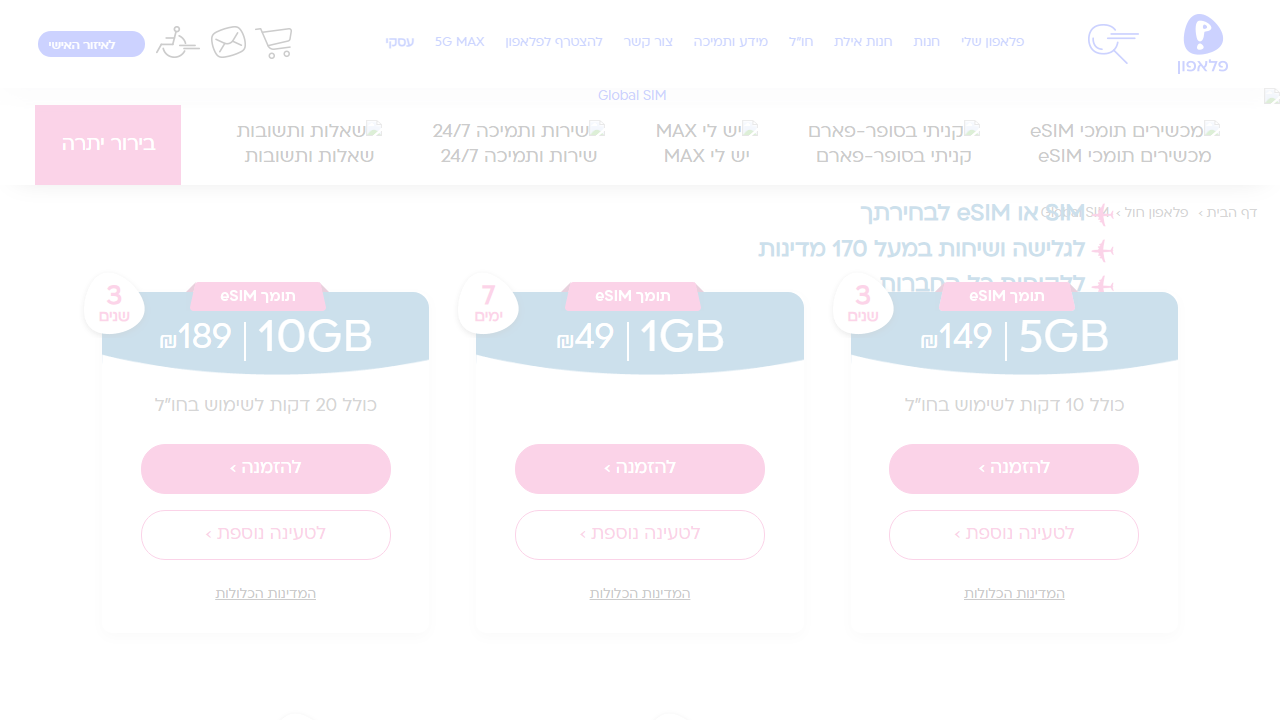 פלאפון
פלאפון שלי
חנות
חנות אילת
חו"ל
מידע ותמיכה
צור קשר
להצטרף לפלאפון
5G MAX
עסקי
לאיזור האישי
Global SIM
מכשירים תומכי eSIM
מכשירים תומכי eSIM
קניתי בסופר-פארם
קניתי בסופר-פארם
יש לי MAX
יש לי MAX
שירות ותמיכה 24/7
שירות ותמיכה 24/7
שאלות ותשובות
שאלות ותשובות
בירור יתרה
דף הבית › פלאפון חול › Global SIM
SIM או eSIM לבחירתך
לגלישה ושיחות במעל 170 מדינות
ללקוחות כל החברות
תומך eSIM
3
שנים
5GB | 149₪
כולל 10 דקות לשימוש בחו"ל
להזמנה ›
לטעינה נוספת ›
המדינות הכלולות
תומך eSIM
7
ימים
1GB | 49₪
להזמנה ›
לטעינה נוספת ›
המדינות הכלולות
תומך eSIM
3
שנים
10GB | 189₪
כולל 20 דקות לשימוש בחו"ל
להזמנה ›
לטעינה נוספת ›
המדינות הכלולות